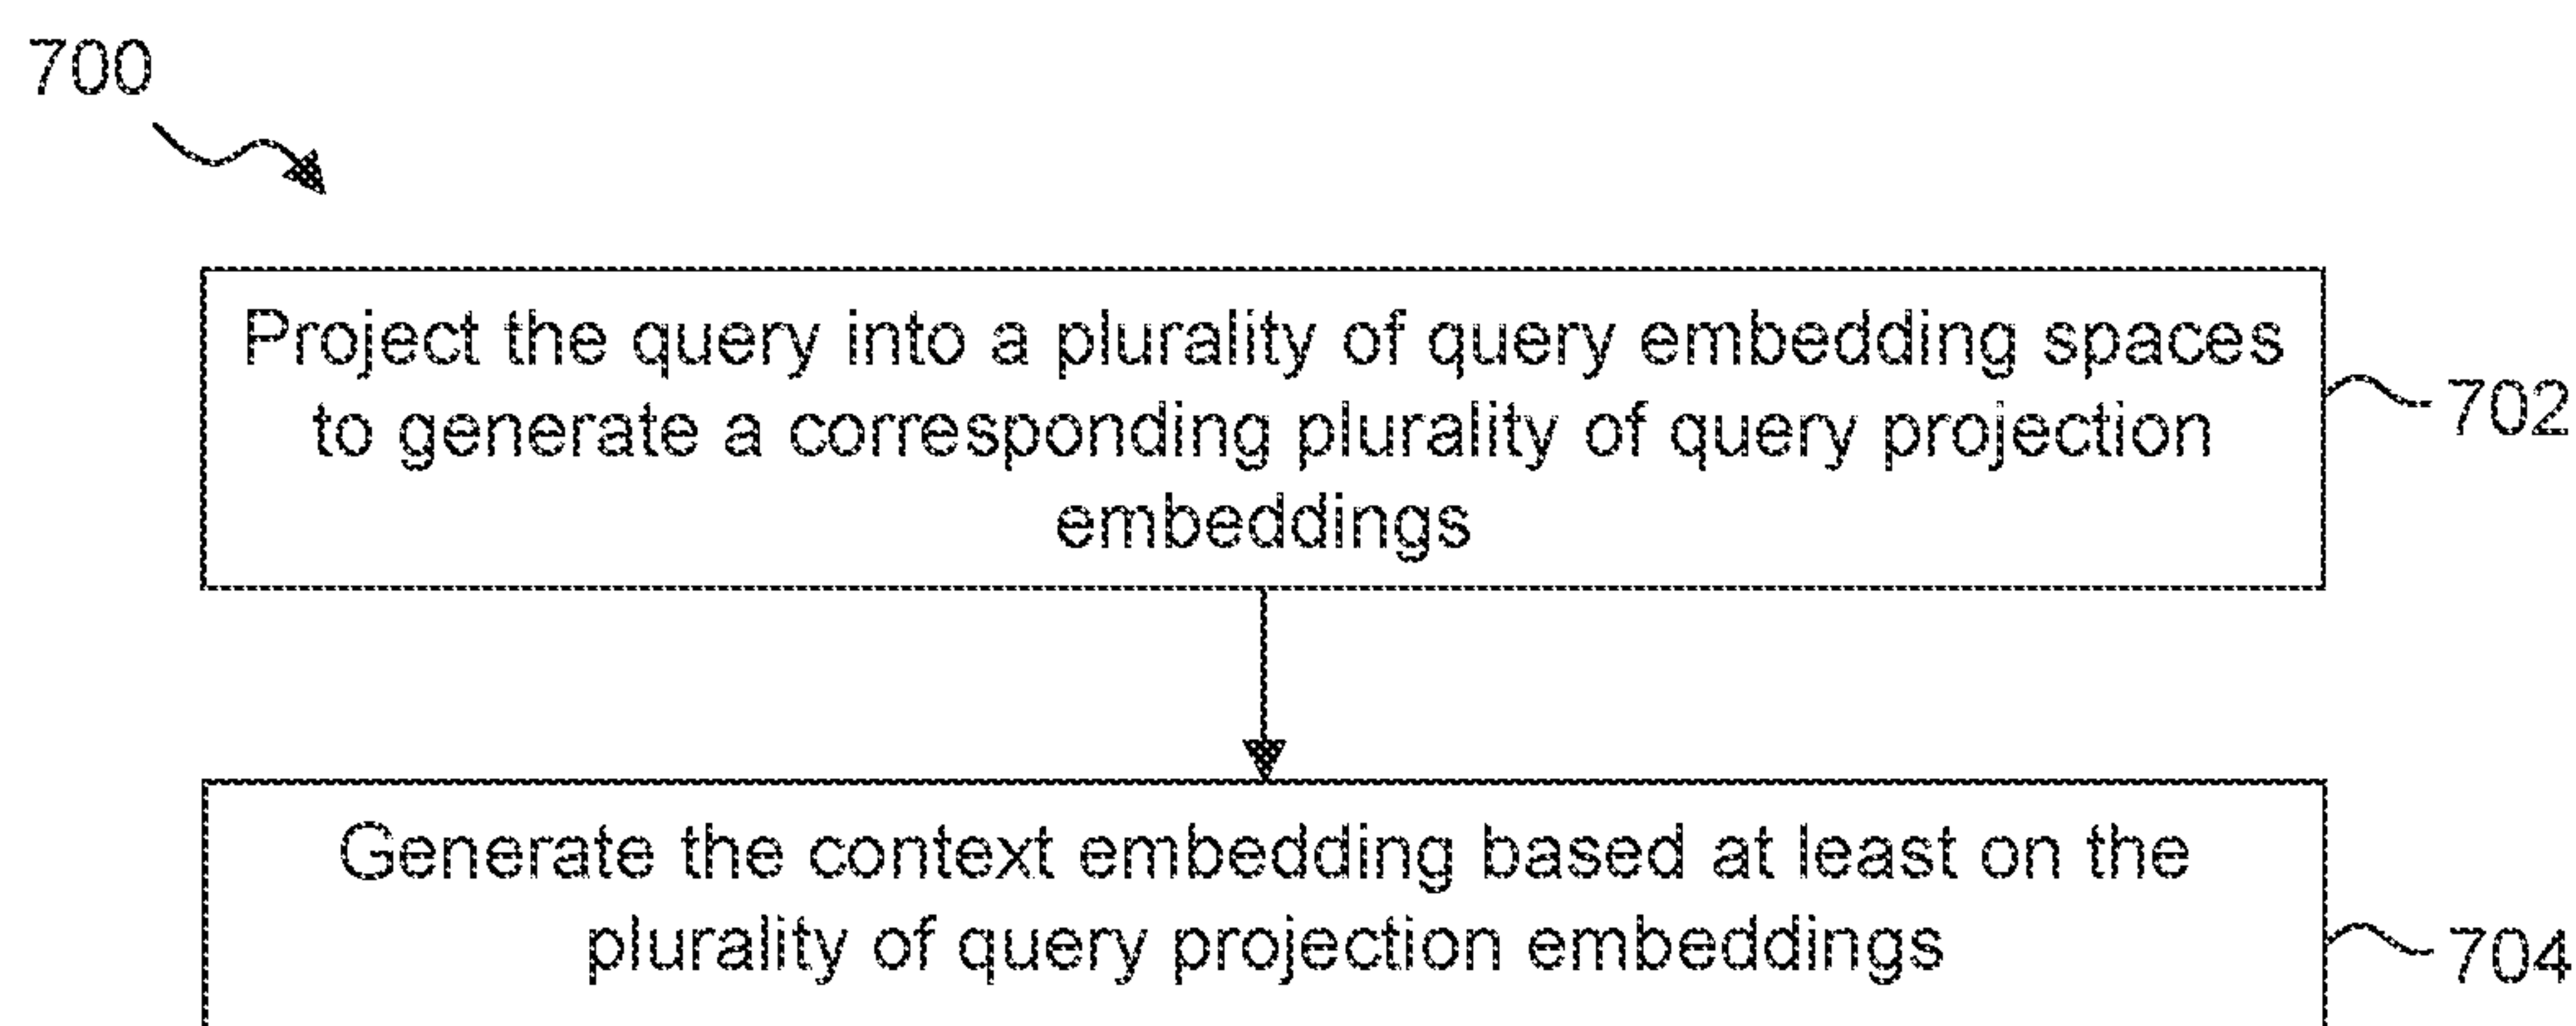 700
Project the query into a plurality of query embedding spaces
to generate a corresponding plurality of query projection
embeddings
702
Generate the context embedding based at least on the
plurality of query projection embeddings
704